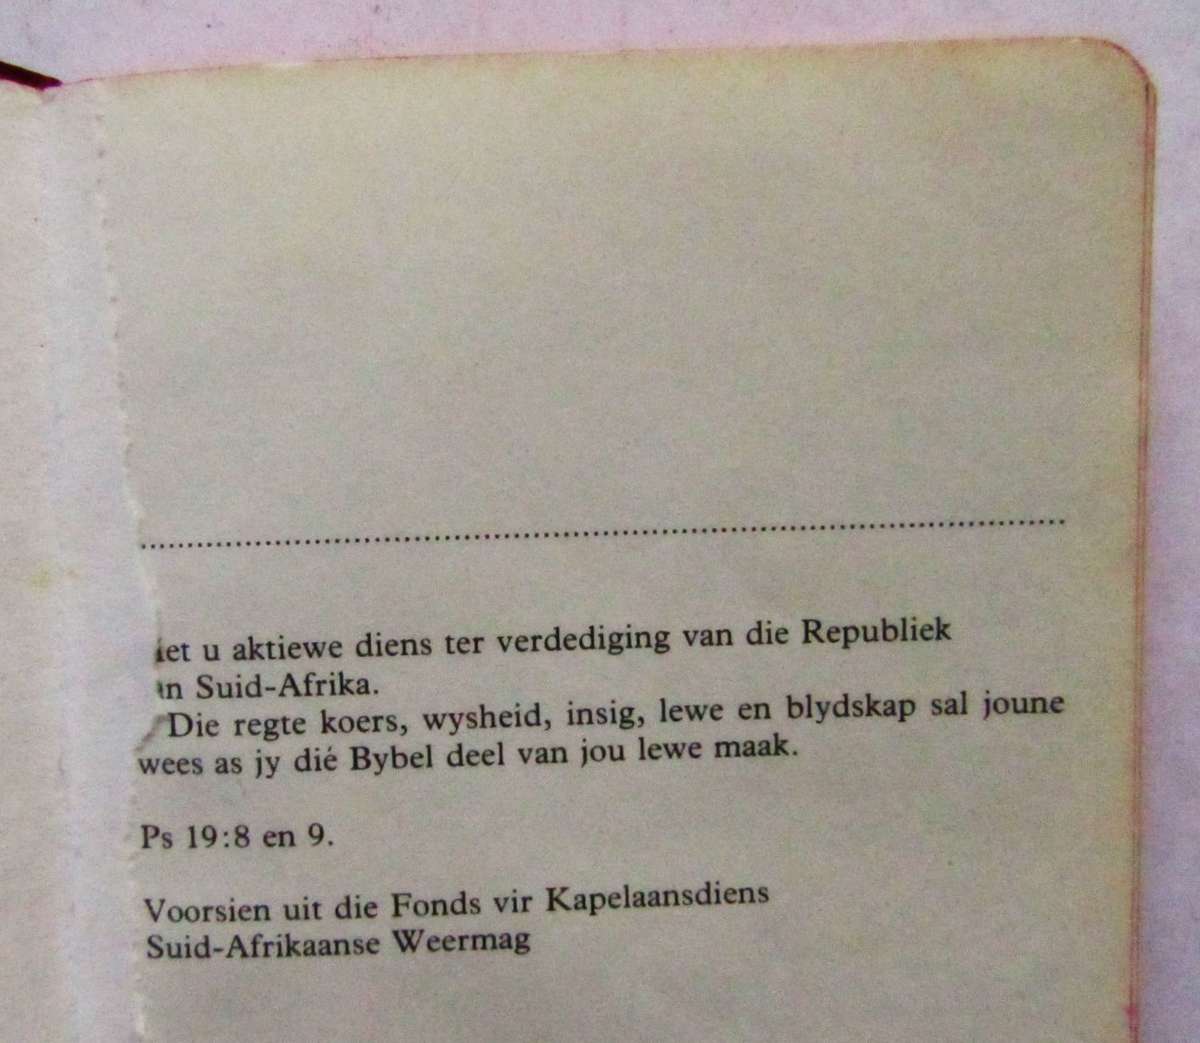 ..............................................................................
et u aktiewe diens ter verdediging van die Republiek
n Suid-Afrika.
Die regte koers, wysheid, insig, lewe en blydskap sal joune
wees as jy dié Bybel deel van jou lewe maak.
Ps 19:8 en 9.
Voorsien uit die Fonds vir Kapelaansdiens
Suid-Afrikaanse Weermag